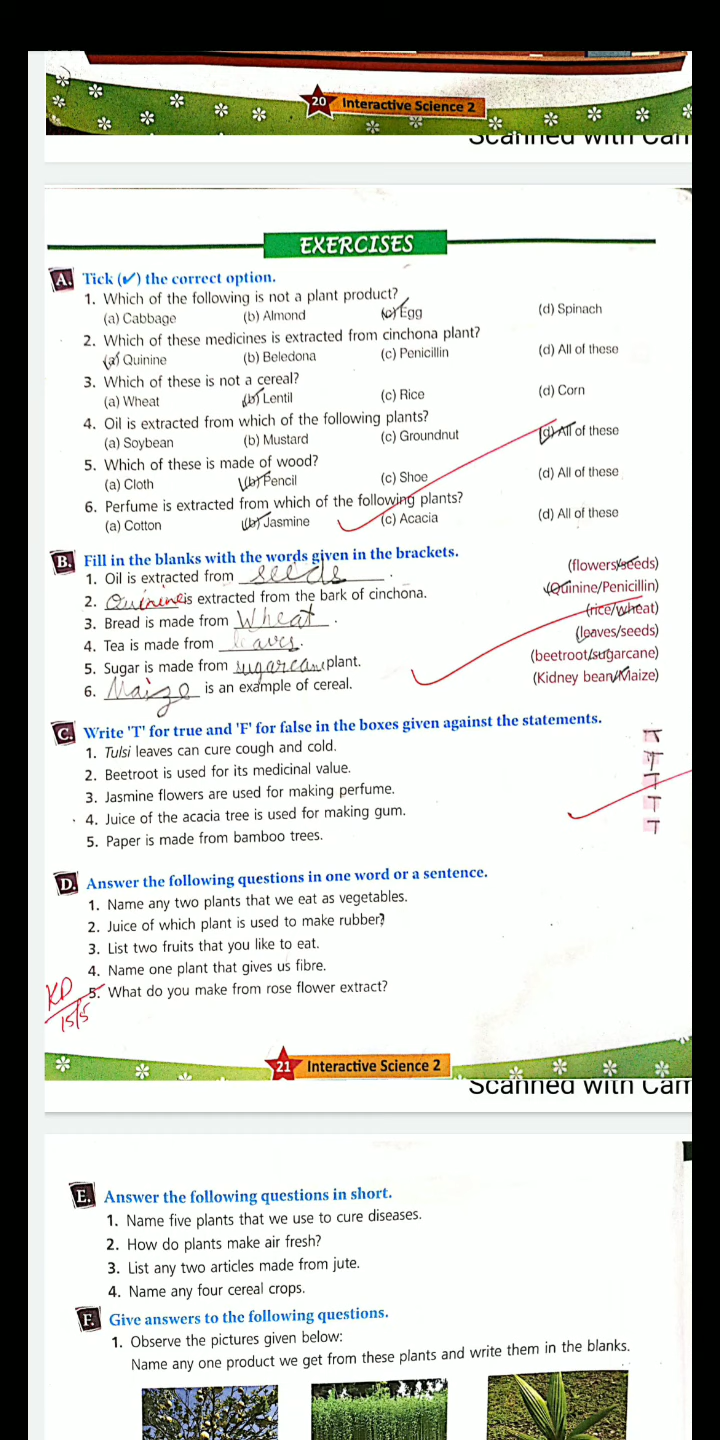 20 Interactive Science 2
Scanned with Cam
EXERCISES
A. Tick (✓) the correct option.
1. Which of the following is not a plant product?
(a) Cabbage (b) Almond (c) Egg (d) Spinach
2. Which of these medicines is extracted from cinchona plant?
(a) Quinine (b) Beledona (c) Penicillin (d) All of these
3. Which of these is not a cereal?
(a) Wheat (b) Lentil (c) Rice (d) Corn
4. Oil is extracted from which of the following plants?
(a) Soybean (b) Mustard (c) Groundnut (d) All of these
5. Which of these is made of wood?
(a) Cloth (b) Pencil (c) Shoe (d) All of these
6. Perfume is extracted from which of the following plants?
(a) Cotton (b) Jasmine (c) Acacia (d) All of these
B. Fill in the blanks with the words given in the brackets.
1. Oil is extracted from seeds. (flowers/seeds)
2. Quinine is extracted from the bark of cinchona. (Quinine/Penicillin)
3. Bread is made from Wheat. (rice/wheat)
4. Tea is made from leaves. (leaves/seeds)
5. Sugar is made from sugarcane plant. (beetroot/sugarcane)
6. Maize is an example of cereal. (Kidney bean/Maize)
C. Write 'T' for true and 'F' for false in the boxes given against the statements.
1. Tulsi leaves can cure cough and cold. T
2. Beetroot is used for its medicinal value. T
3. Jasmine flowers are used for making perfume. T
4. Juice of the acacia tree is used for making gum. T
5. Paper is made from bamboo trees. T
D. Answer the following questions in one word or a sentence.
1. Name any two plants that we eat as vegetables.
2. Juice of which plant is used to make rubber?
3. List two fruits that you like to eat.
4. Name one plant that gives us fibre.
5. What do you make from rose flower extract?
KD
15/5
21 Interactive Science 2
Scanned with Cam
E. Answer the following questions in short.
1. Name five plants that we use to cure diseases.
2. How do plants make air fresh?
3. List any two articles made from jute.
4. Name any four cereal crops.
F. Give answers to the following questions.
1. Observe the pictures given below:
Name any one product we get from these plants and write them in the blanks.